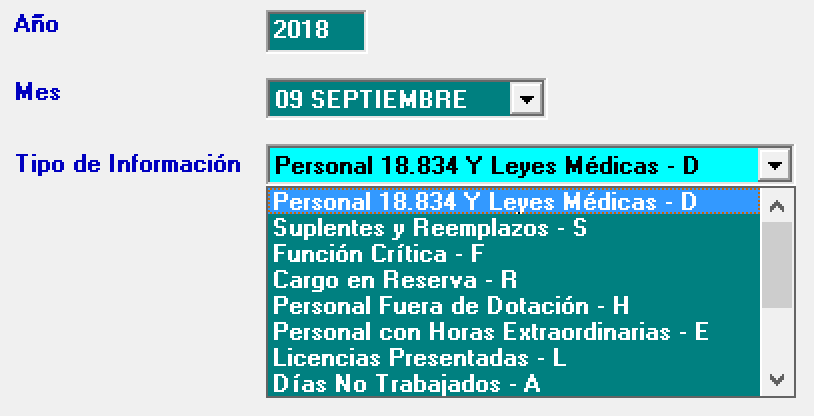 Año 2018
Mes 09 SEPTIEMBRE
Tipo de Información Personal 18.834 Y Leyes Médicas - D
Personal 18.834 Y Leyes Médicas - D
Suplentes y Reemplazos - S
Función Crítica - F
Cargo en Reserva - R
Personal Fuera de Dotación - H
Personal con Horas Extraordinarias - E
Licencias Presentadas - L
Días No Trabajados - A